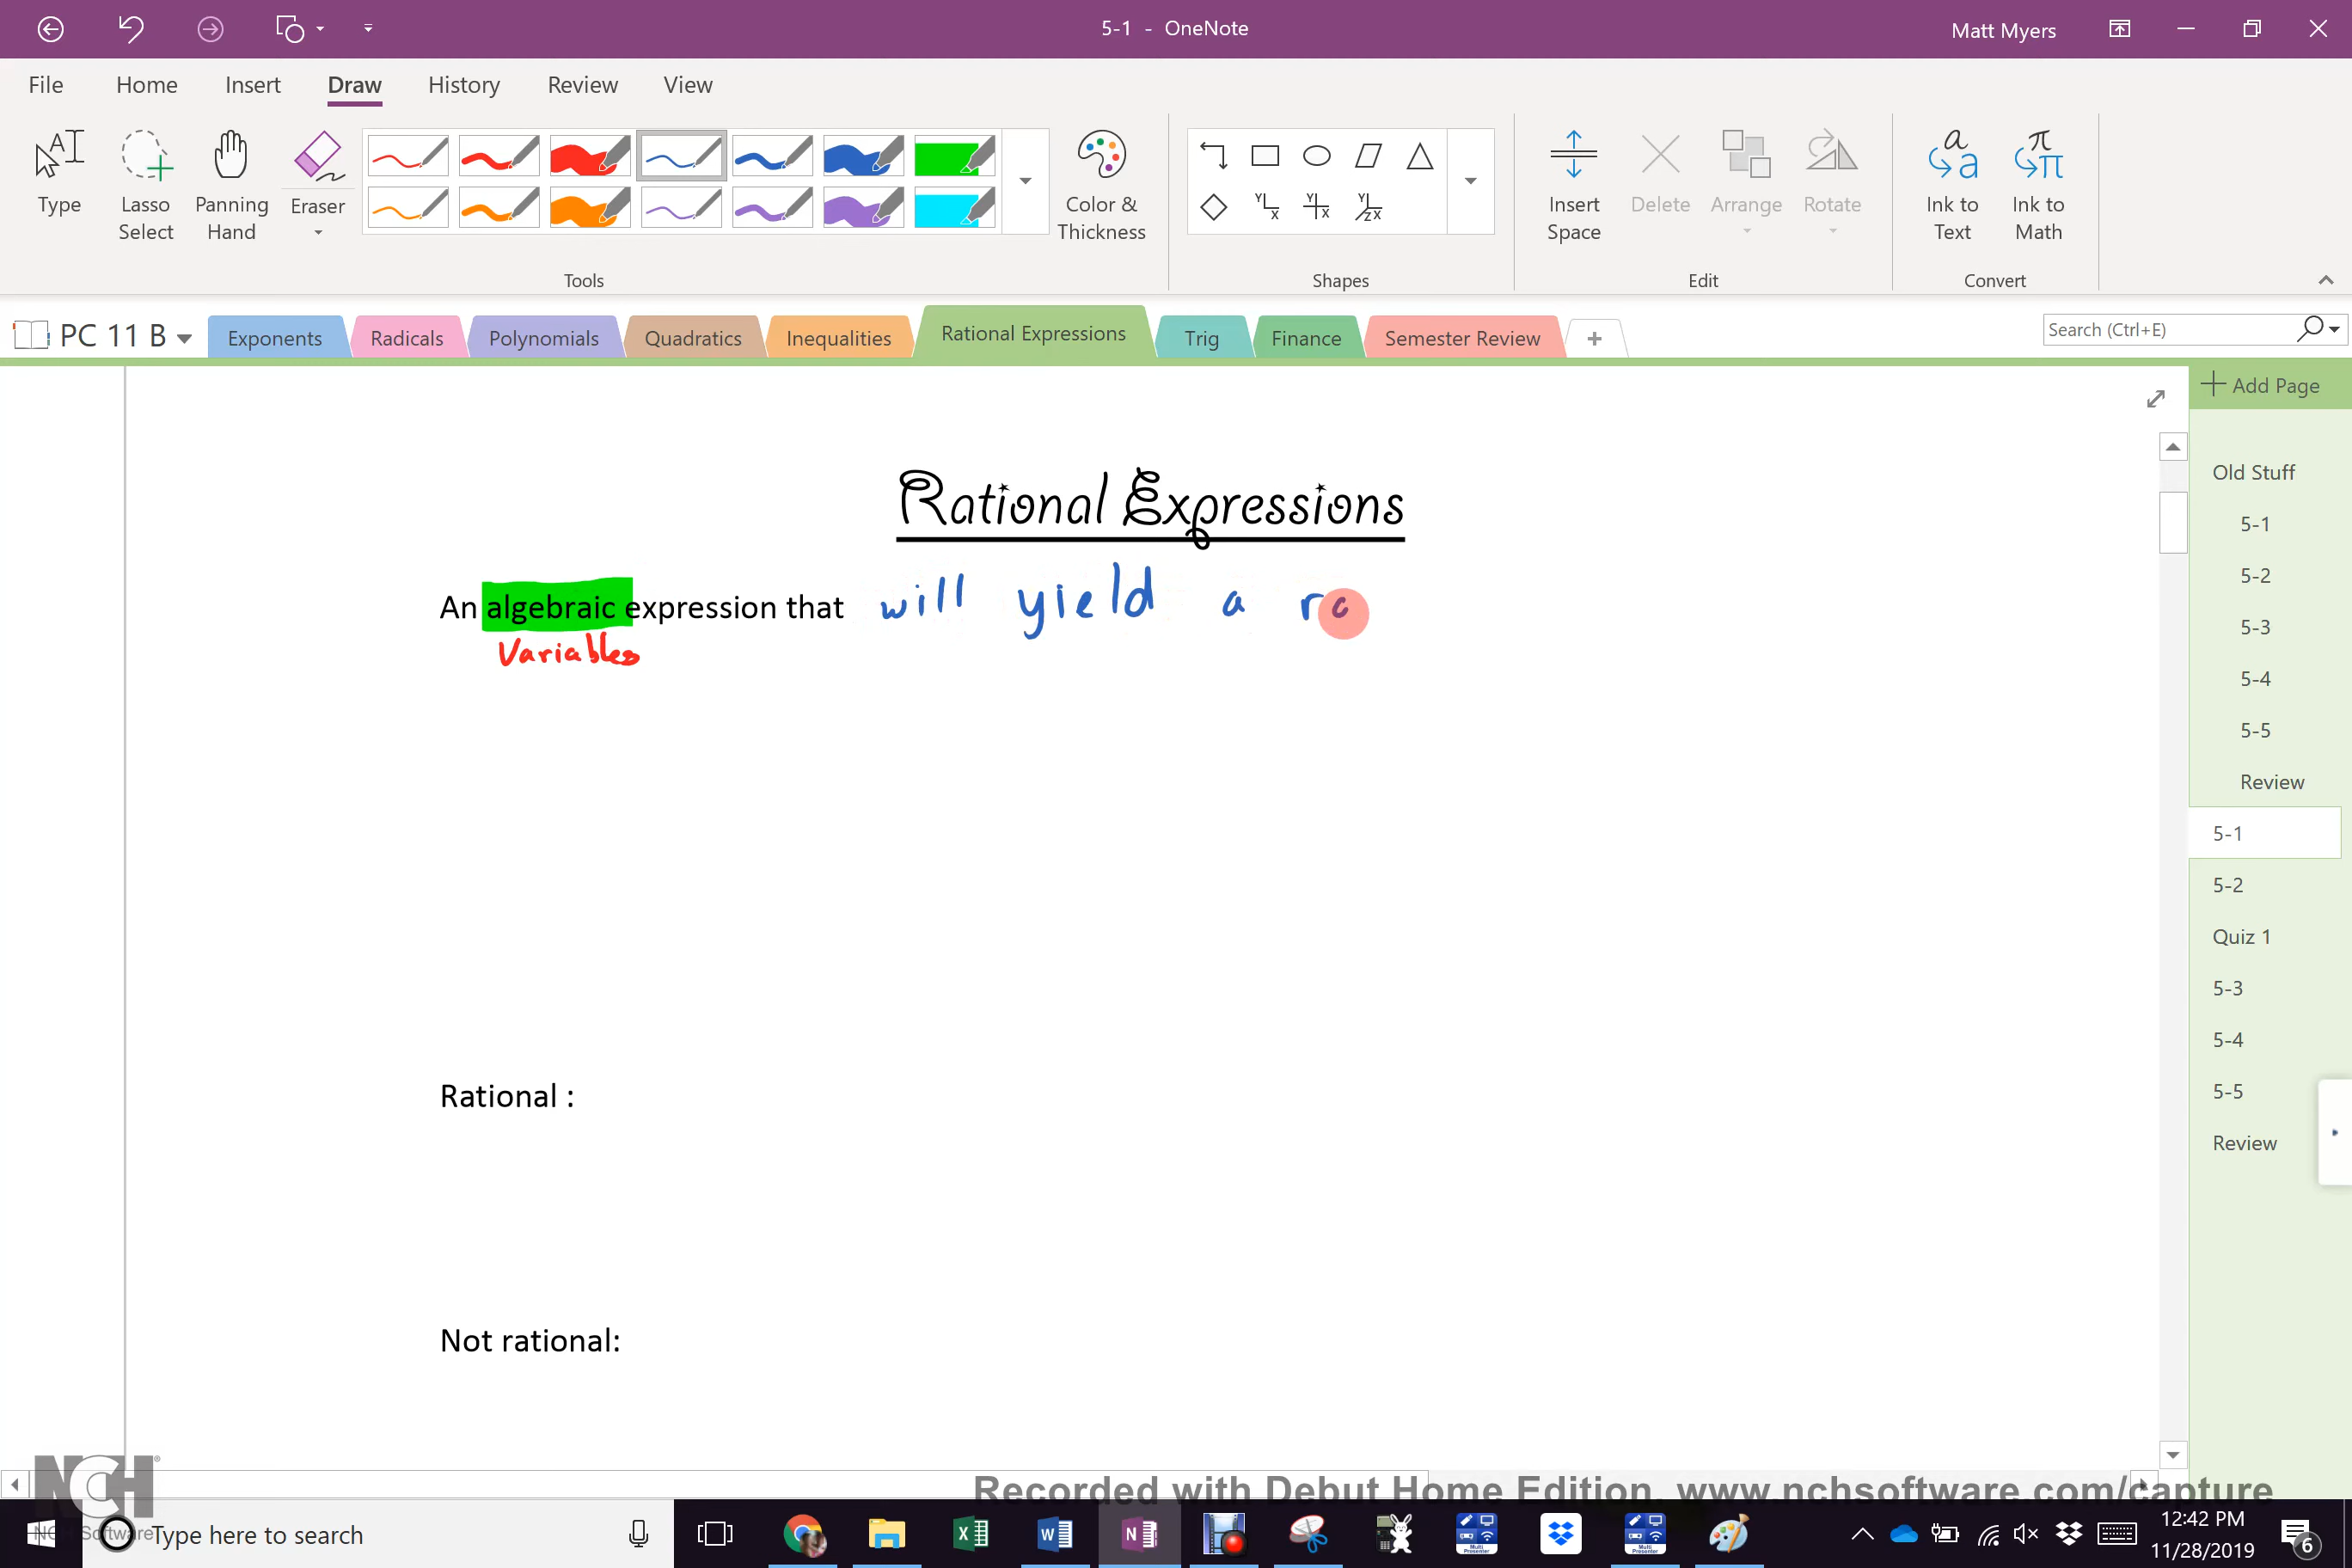 5-1 - OneNote
Matt Myers
File Home Insert Draw History Review View
Type
Lasso Select
Panning Hand
Eraser
Color & Thickness
Insert Space
Delete
Arrange
Rotate
Ink to Text
Ink to Math
Tools
Shapes
Edit
Convert
PC 11 B
Exponents
Radicals
Polynomials
Quadratics
Inequalities
Rational Expressions
Trig
Finance
Semester Review
Search (Ctrl+E)
Add Page
Old Stuff
5-1
5-2
5-3
5-4
5-5
Review
5-1
5-2
Quiz 1
5-3
5-4
5-5
Review
Rational Expressions
An algebraic expression that will yield a ra
Variables
Rational :
Not rational:
NCH
NCH Software
Recorded with Debut Home Edition www.nchsoftware.com/capture
Type here to search
12:42 PM
11/28/2019
6